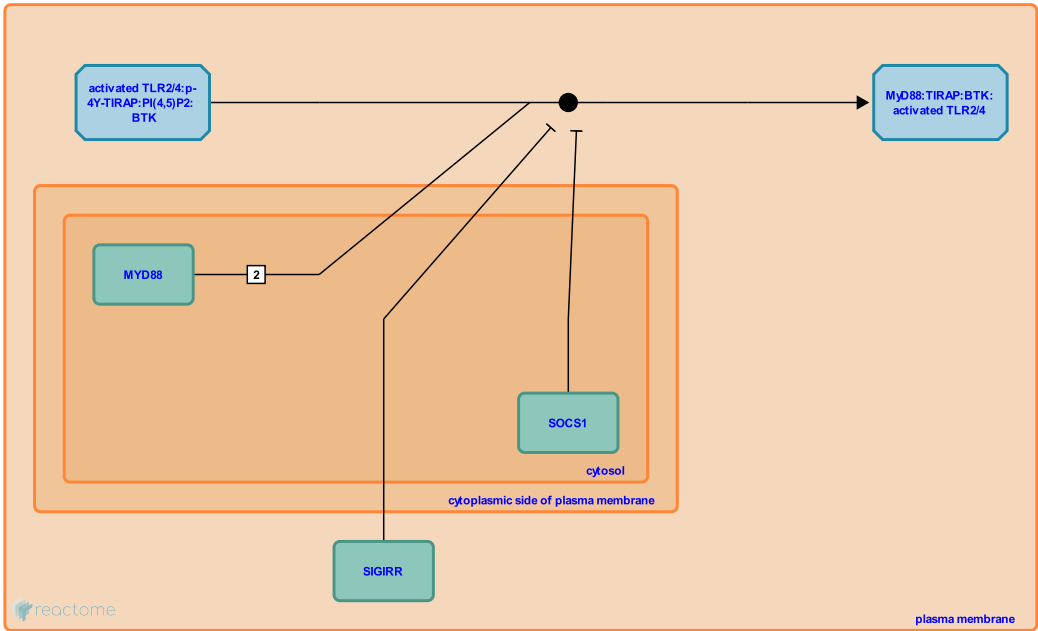 activated TLR2/4:p-
4Y-TIRAP:PI(4,5)P2:
BTK
MyD88:TIRAP:BTK:
activated TLR2/4
MYD88
2
SOCS1
cytosol
cytoplasmic side of plasma membrane
SIGIRR
reactome
plasma membrane